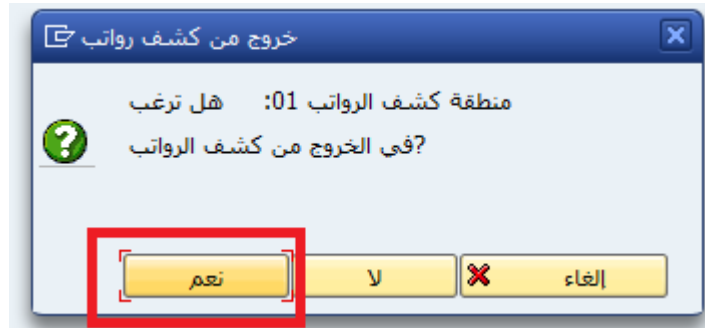 خروج من كشف رواتب
منطقة كشف الرواتب 01: هل ترغب
في الخروج من كشف الرواتب?
نعم
لا
إلغاء